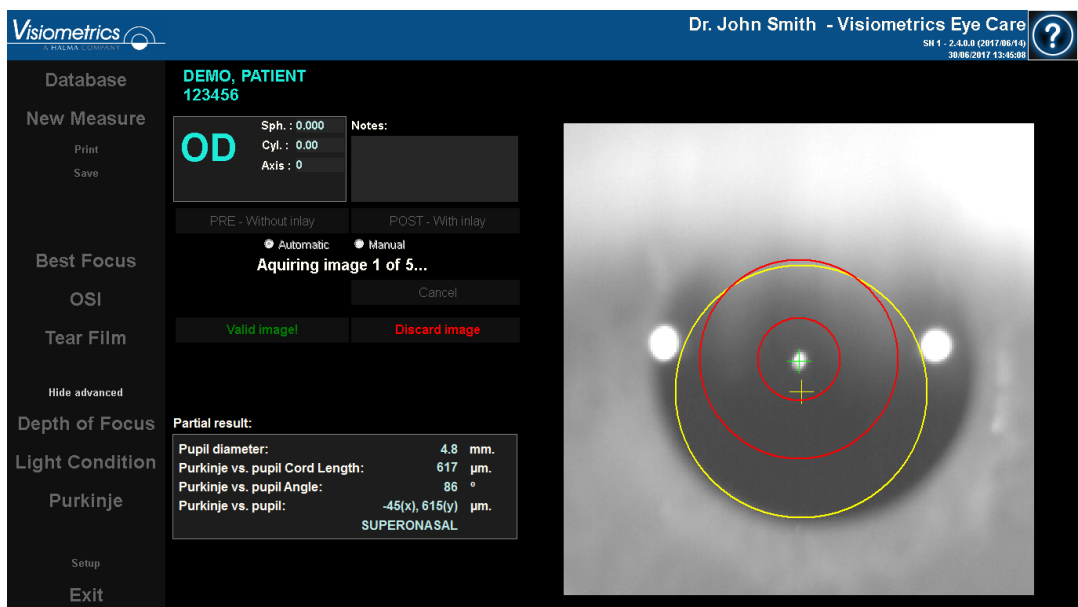 Visiometrics
A HALMA COMPANY
Dr. John Smith - Visiometrics Eye Care
SN 1 - 2.4.0.0 (2017/06/14)
30/06/2017 13:45:08
?
Database
New Measure
Print
Save
Best Focus
OSI
Tear Film
Hide advanced
Depth of Focus
Light Condition
Purkinje
Setup
Exit
DEMO, PATIENT
123456
OD
Sph. : 0.000
Cyl. : 0.00
Axis : 0
Notes:
PRE - Without inlay
POST - With inlay
Automatic
Manual
Aquiring image 1 of 5...
Cancel
Valid image!
Discard image
Partial result:
Pupil diameter: 4.8 mm.
Purkinje vs. pupil Cord Length: 617 µm.
Purkinje vs. pupil Angle: 86 º
Purkinje vs. pupil: -45(x), 615(y) µm.
SUPERONASAL